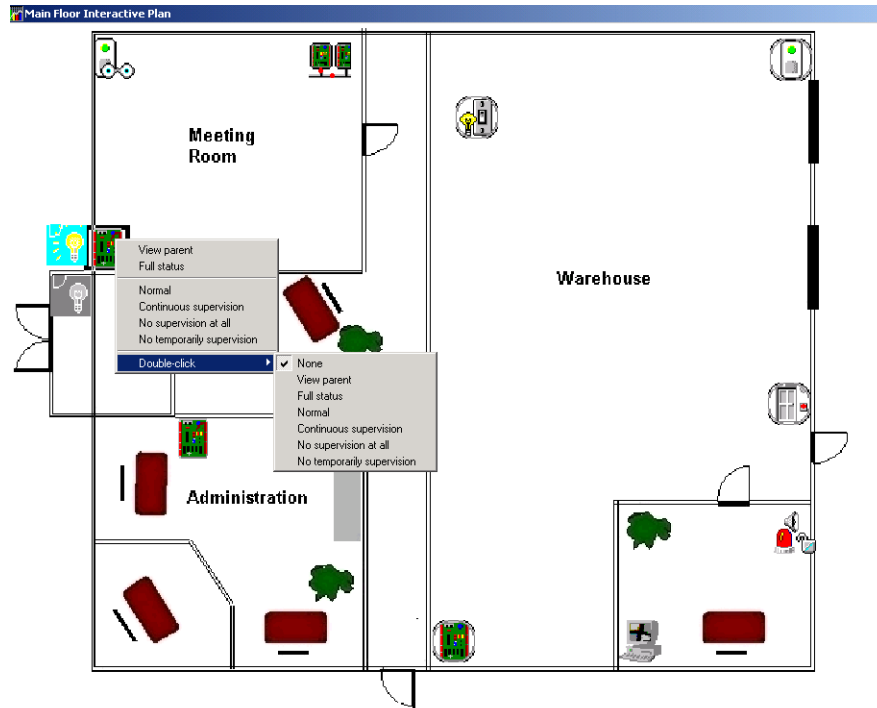 Main Floor Interactive Plan
Meeting
Room
View parent
Full status
Normal
Continuous supervision
No supervision at all
No temporarily supervision
Double-click
None
View parent
Full status
Normal
Continuous supervision
No supervision at all
No temporarily supervision
Warehouse
Administration